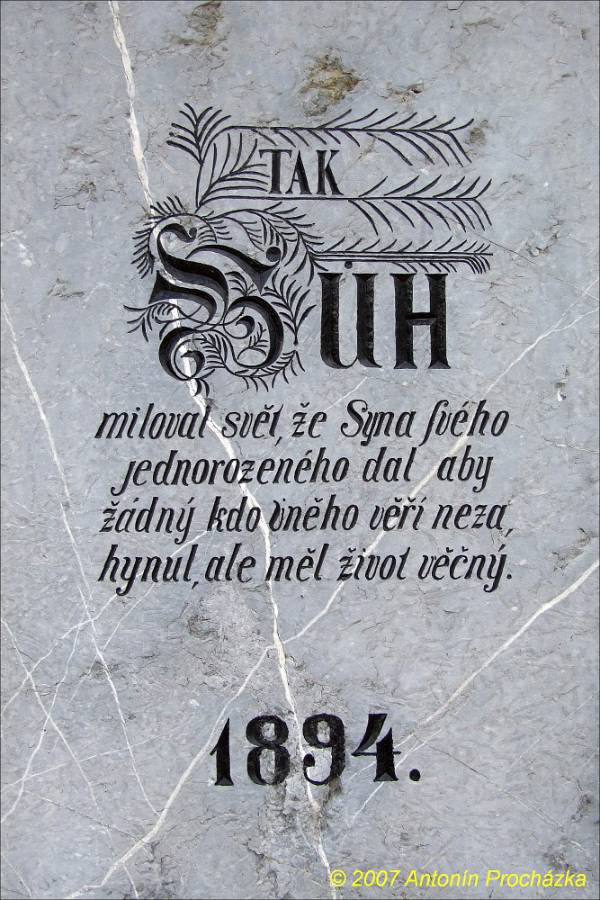 TAK
BŮH
miloval svět, že Syna ſvého
jednorozeného dal aby
žádný kdo vněho věří neza,
hynul, ale měl život věčný.
1894.
© 2007 Antonín Procházka